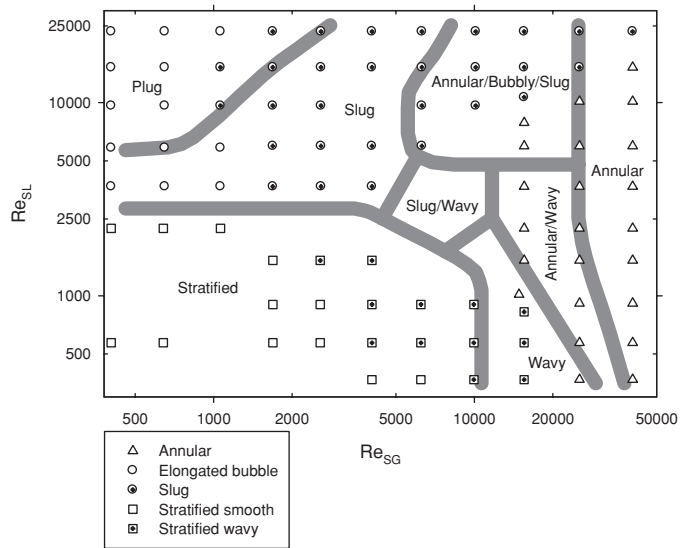 25000
10000
5000
2500
1000
500
Re_SL
Plug
Slug
Annular/Bubbly/Slug
Annular
Slug/Wavy
Annular/Wavy
Stratified
Wavy
500 1000 2000 5000 10000 20000 50000
Re_SG
Annular
Elongated bubble
Slug
Stratified smooth
Stratified wavy